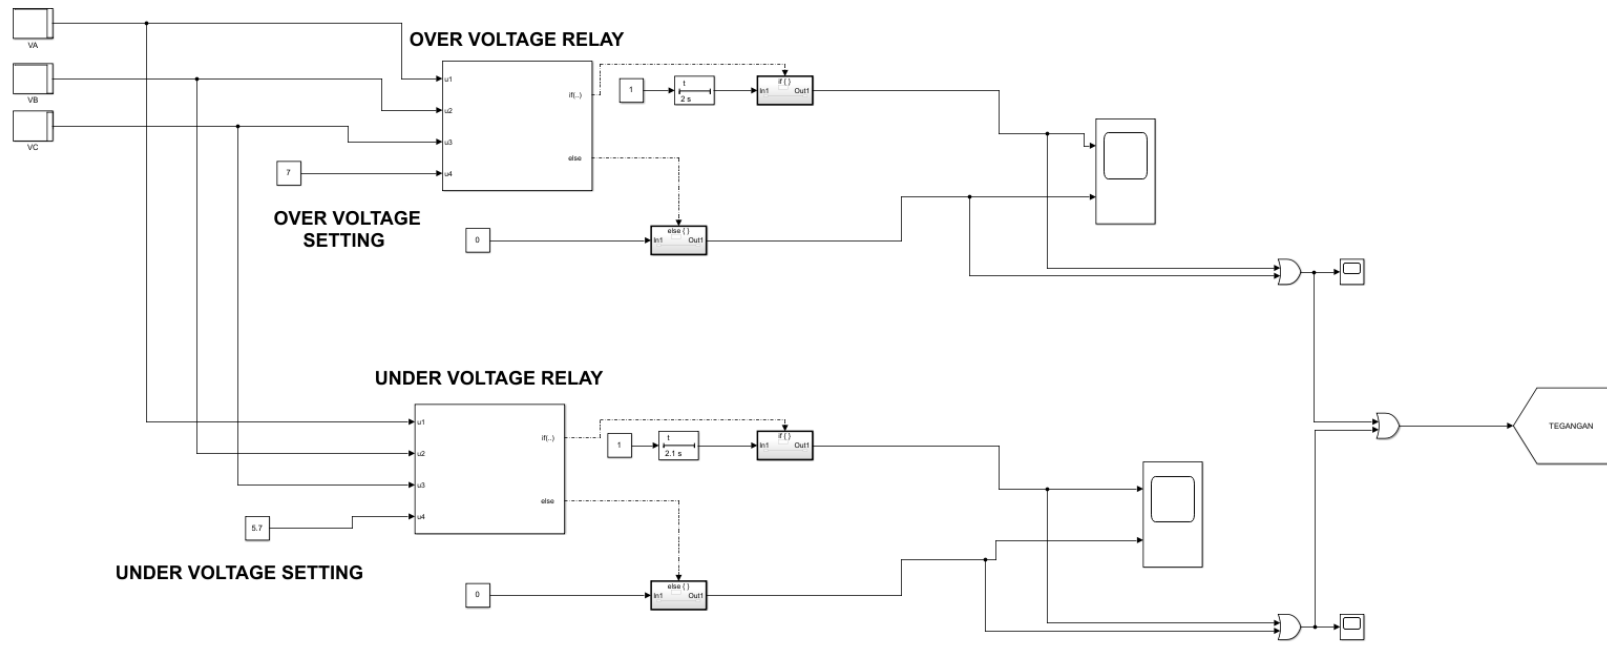 VA
VB
VC
OVER VOLTAGE RELAY
u1
u2
u3
u4
if(..)
else
1
t
2 s
if { }
In1
Out1
7
OVER VOLTAGE
SETTING
0
else { }
In1
Out1
UNDER VOLTAGE RELAY
u1
u2
u3
u4
if(..)
else
1
t
2.1 s
if { }
In1
Out1
5.7
UNDER VOLTAGE SETTING
0
else { }
In1
Out1
TEGANGAN